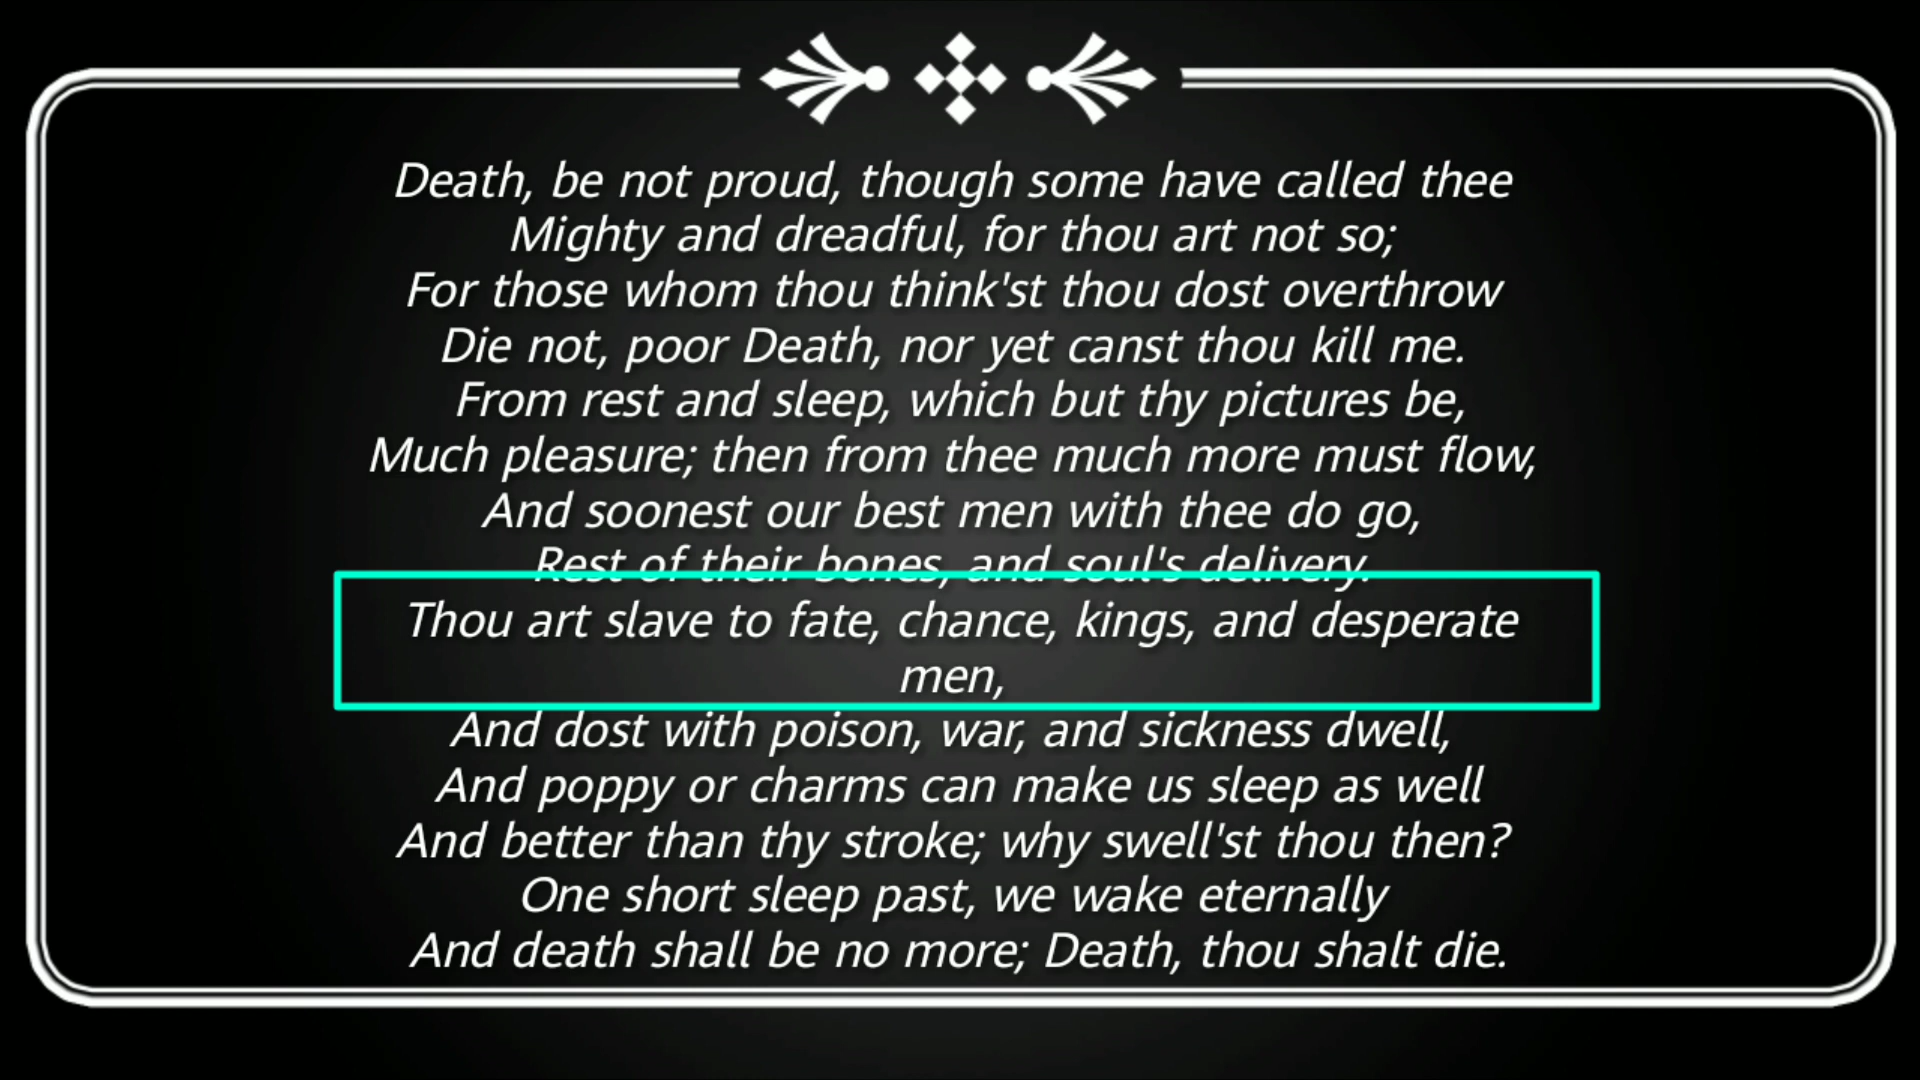 Death, be not proud, though some have called thee
Mighty and dreadful, for thou art not so;
For those whom thou think'st thou dost overthrow
Die not, poor Death, nor yet canst thou kill me.
From rest and sleep, which but thy pictures be,
Much pleasure; then from thee much more must flow,
And soonest our best men with thee do go,
Rest of their bones, and soul's delivery.
Thou art slave to fate, chance, kings, and desperate
men,
And dost with poison, war, and sickness dwell,
And poppy or charms can make us sleep as well
And better than thy stroke; why swell'st thou then?
One short sleep past, we wake eternally
And death shall be no more; Death, thou shalt die.